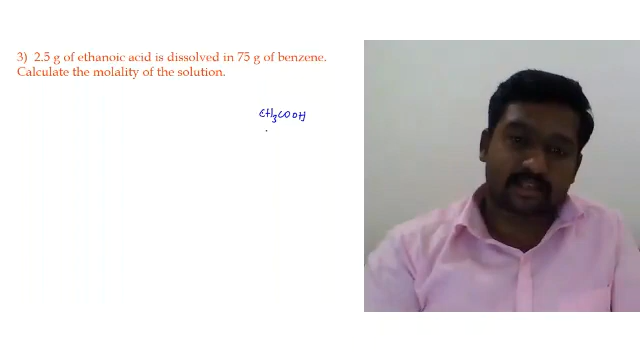 3) 2.5 g of ethanoic acid is dissolved in 75 g of benzene.
Calculate the molality of the solution.
CH₃COOH